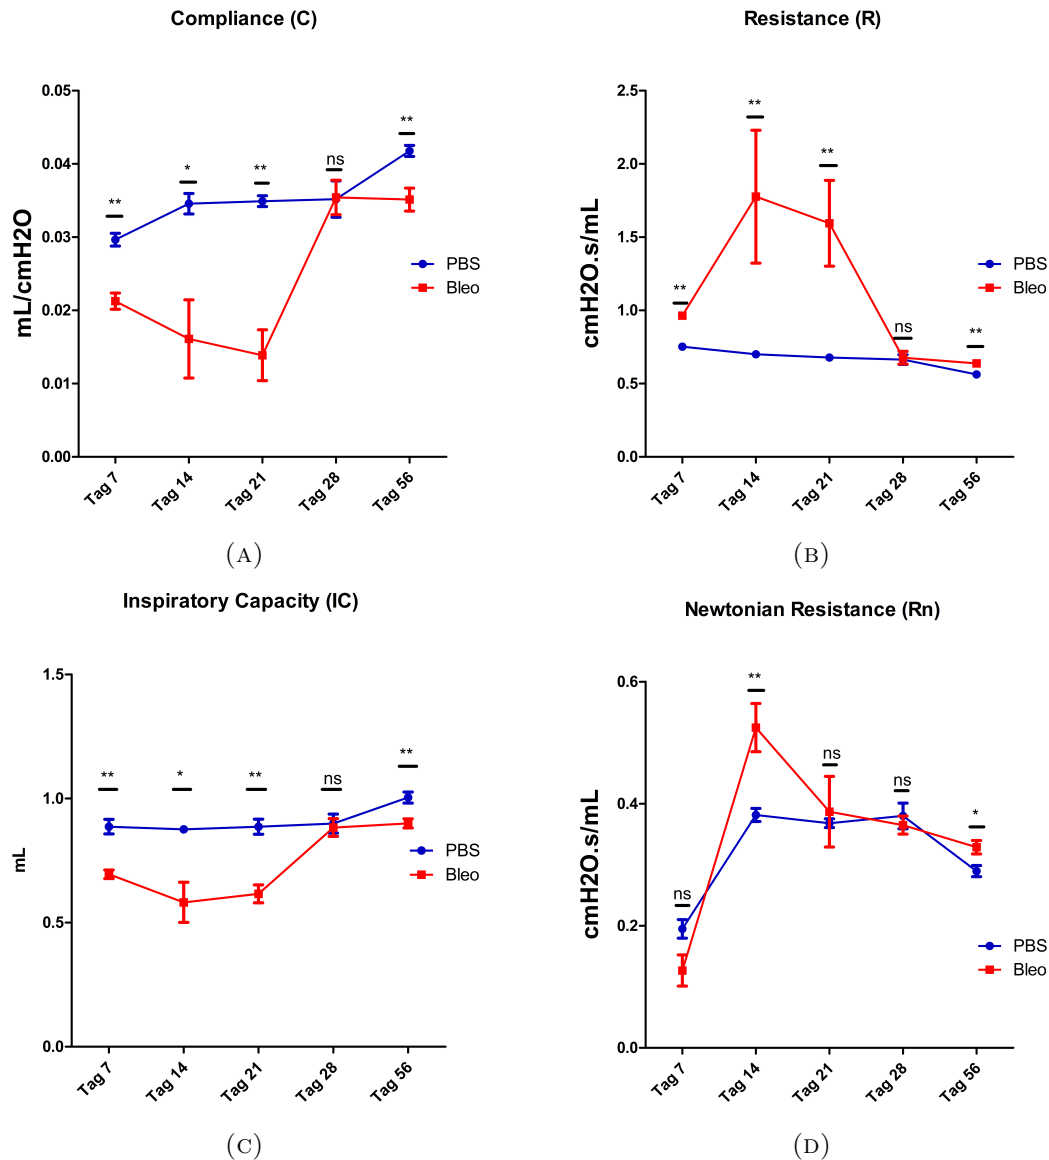 Compliance (C)
0.05
0.04
0.03
0.02
0.01
0.00
mL/cmH2O
**
*
**
ns
**
PBS
Bleo
Tag 7
Tag 14
Tag 21
Tag 28
Tag 56
(A)
Resistance (R)
2.5
2.0
1.5
1.0
0.5
0.0
cmH2O.s/mL
**
**
**
ns
**
PBS
Bleo
Tag 7
Tag 14
Tag 21
Tag 28
Tag 56
(B)
Inspiratory Capacity (IC)
1.5
1.0
0.5
0.0
mL
**
*
**
ns
**
PBS
Bleo
Tag 7
Tag 14
Tag 21
Tag 28
Tag 56
(C)
Newtonian Resistance (Rn)
0.6
0.4
0.2
0.0
cmH2O.s/mL
ns
**
ns
ns
*
PBS
Bleo
Tag 7
Tag 14
Tag 21
Tag 28
Tag 56
(D)